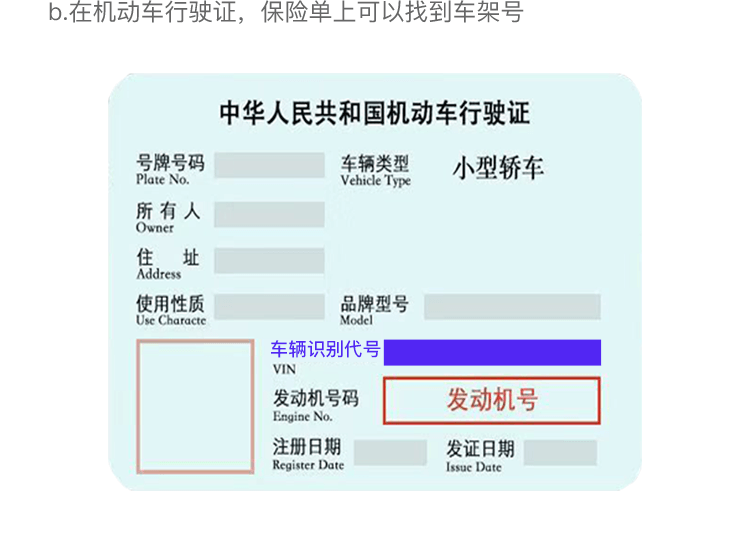 b.在机动车行驶证，保险单上可以找到车架号
中华人民共和国机动车行驶证
号牌号码 车辆类型 小型轿车
Plate No. Vehicle Type
所有人
Owner
住 址
Address
使用性质 品牌型号
Use Characte Model
车辆识别代号
VIN
发动机号码 发动机号
Engine No.
注册日期 发证日期
Register Date Issue Date